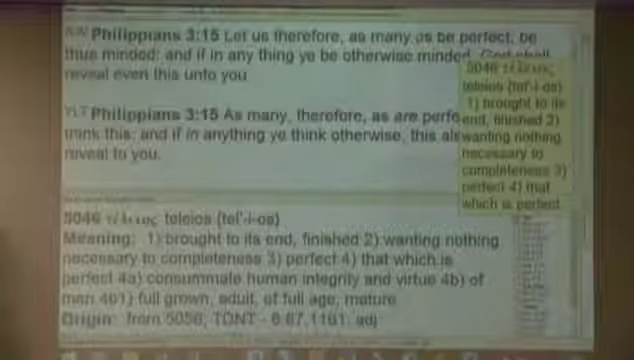 KJV Philippians 3:15 Let us therefore, as many as be perfect, be
thus minded: and if in any thing ye be otherwise minded, God shall
reveal even this unto you
YLT Philippians 3:15 As many, therefore, as are perfe
think this; and if in anything ye think otherwise, this als
reveal to you.
5046 τέλειος
teleios {tel'-i-os}
1) brought to its
end, finished 2)
wanting nothing
necessary to
completeness 3)
perfect 4) that
which is perfect
5046 τέλειος teleios {tel'-i-os}
Meaning: 1) brought to its end, finished 2) wanting nothing
necessary to completeness 3) perfect 4) that which is
perfect 4a) consummate human integrity and virtue 4b) of
men 4b1) full grown, adult, of full age, mature
Origin: from 5056; TDNT - 8:67,1161; adj